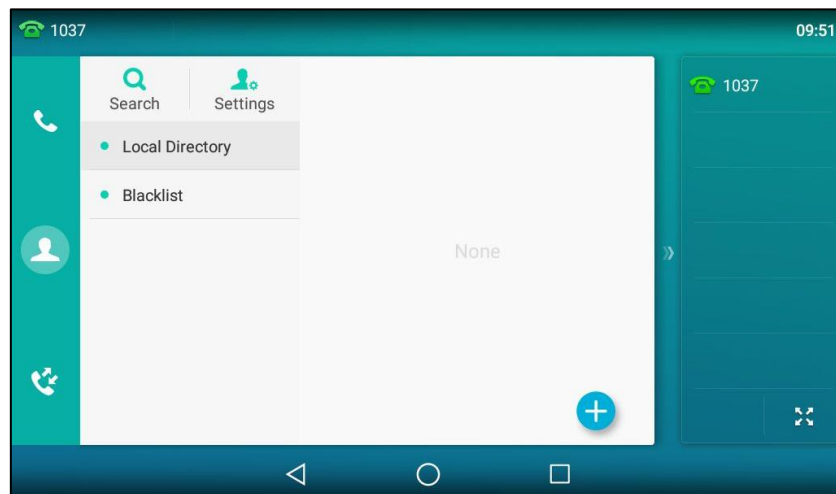 1037
09:51
Search
Settings
Local Directory
Blacklist
None
1037